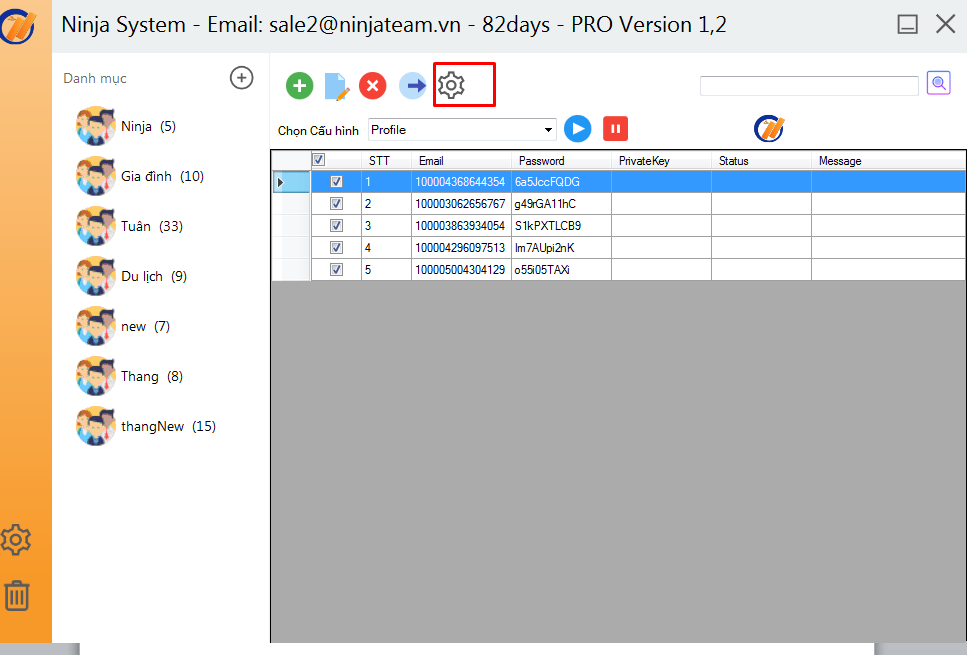 Ninja System - Email: sale2@ninjateam.vn - 82days - PRO Version 1,2
Danh mục
Ninja (5)
Gia đình (10)
Tuân (33)
Du lịch (9)
new (7)
Thang (8)
thangNew (15)
Chọn Cấu hình Profile
STT Email Password PrivateKey Status Message
1 100004368644354 6a5JccFQDG
2 100003062656767 g49rGA11hC
3 100003863934054 S1kPXTLCB9
4 100004296097513 Im7AUpi2nK
5 100005004304129 o55i05TAXi